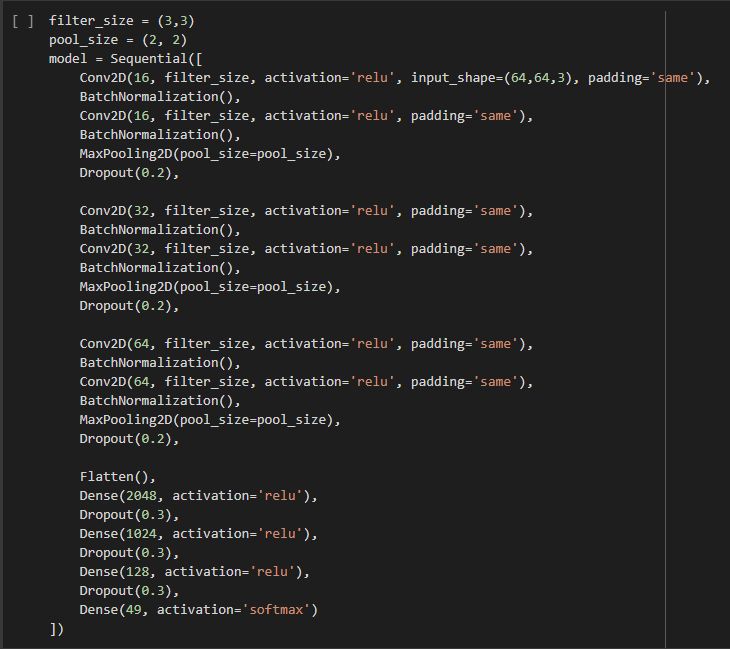 [ ] filter_size = (3,3)
pool_size = (2, 2)
model = Sequential([
    Conv2D(16, filter_size, activation='relu', input_shape=(64,64,3), padding='same'),
    BatchNormalization(),
    Conv2D(16, filter_size, activation='relu', padding='same'),
    BatchNormalization(),
    MaxPooling2D(pool_size=pool_size),
    Dropout(0.2),

    Conv2D(32, filter_size, activation='relu', padding='same'),
    BatchNormalization(),
    Conv2D(32, filter_size, activation='relu', padding='same'),
    BatchNormalization(),
    MaxPooling2D(pool_size=pool_size),
    Dropout(0.2),

    Conv2D(64, filter_size, activation='relu', padding='same'),
    BatchNormalization(),
    Conv2D(64, filter_size, activation='relu', padding='same'),
    BatchNormalization(),
    MaxPooling2D(pool_size=pool_size),
    Dropout(0.2),

    Flatten(),
    Dense(2048, activation='relu'),
    Dropout(0.3),
    Dense(1024, activation='relu'),
    Dropout(0.3),
    Dense(128, activation='relu'),
    Dropout(0.3),
    Dense(49, activation='softmax')
])